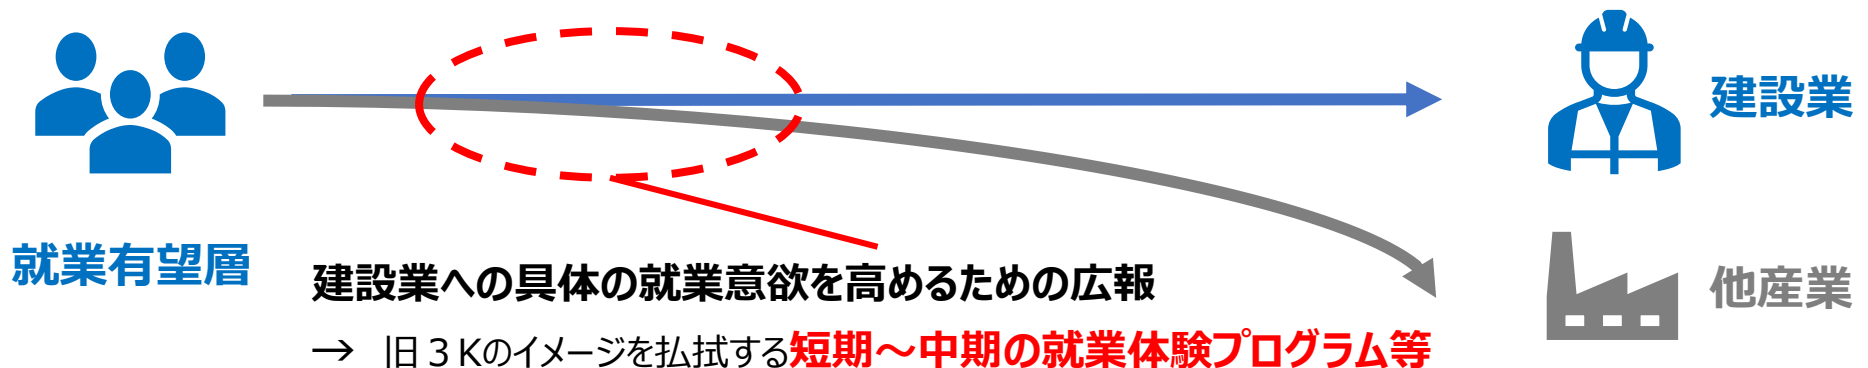 建設業
就業有望層
他産業
建設業への具体の就業意欲を高めるための広報
→ 旧３Kのイメージを払拭する短期～中期の就業体験プログラム等